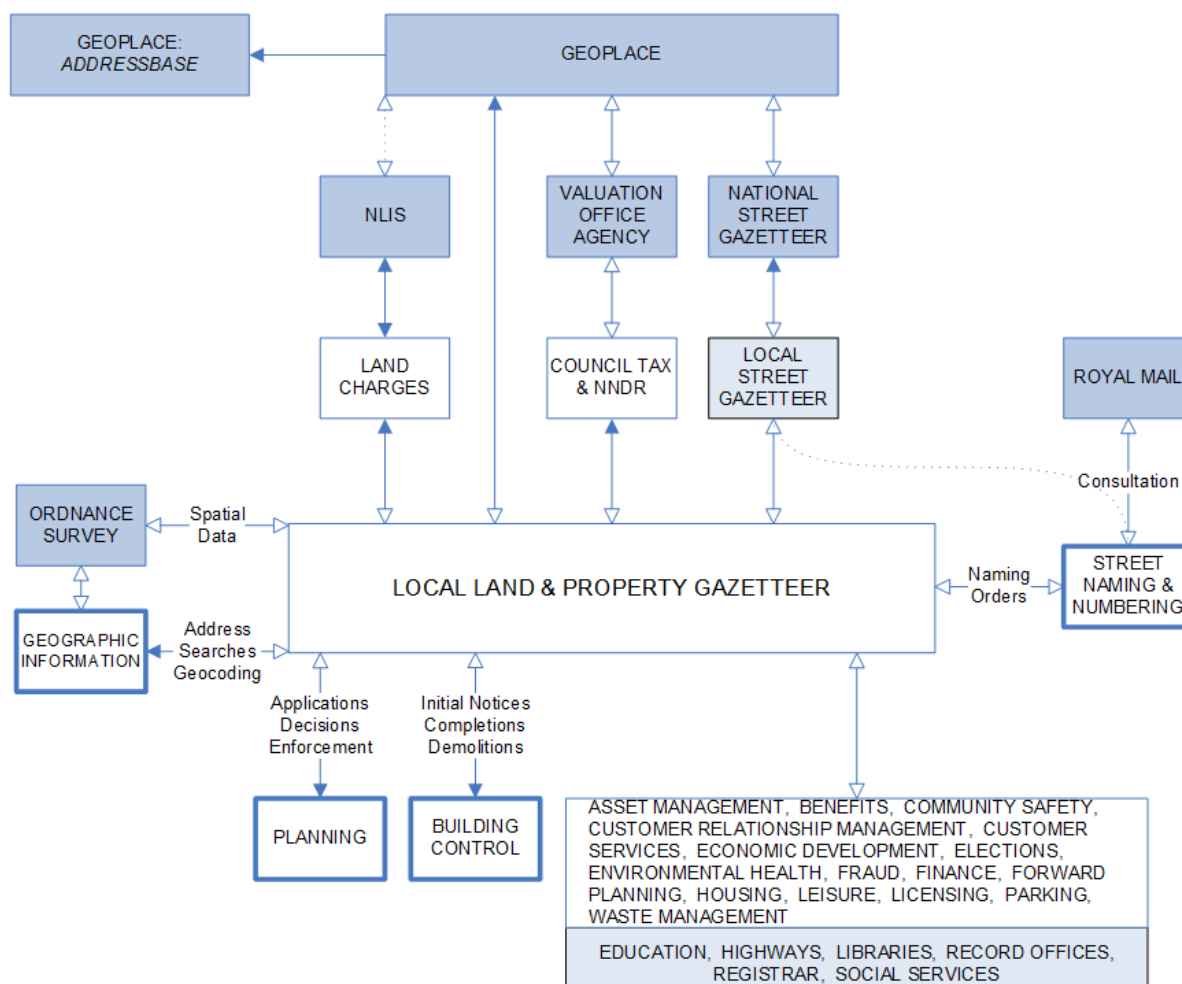 GEOPLACE:
ADDRESSBASE
GEOPLACE
NLIS
VALUATION
OFFICE
AGENCY
NATIONAL
STREET
GAZETTEER
LAND
CHARGES
COUNCIL TAX
& NNDR
LOCAL
STREET
GAZETTEER
ROYAL MAIL
Consultation
ORDNANCE
SURVEY
Spatial
Data
LOCAL LAND & PROPERTY GAZETTEER
Naming
Orders
STREET
NAMING &
NUMBERING
GEOGRAPHIC
INFORMATION
Address
Searches
Geocoding
Applications
Decisions
Enforcement
Initial Notices
Completions
Demolitions
PLANNING
BUILDING
CONTROL
ASSET MANAGEMENT, BENEFITS, COMMUNITY SAFETY,
CUSTOMER RELATIONSHIP MANAGEMENT, CUSTOMER
SERVICES, ECONOMIC DEVELOPMENT, ELECTIONS,
ENVIRONMENTAL HEALTH, FRAUD, FINANCE, FORWARD
PLANNING, HOUSING, LEISURE, LICENSING, PARKING,
WASTE MANAGEMENT
EDUCATION, HIGHWAYS, LIBRARIES, RECORD OFFICES,
REGISTRAR, SOCIAL SERVICES